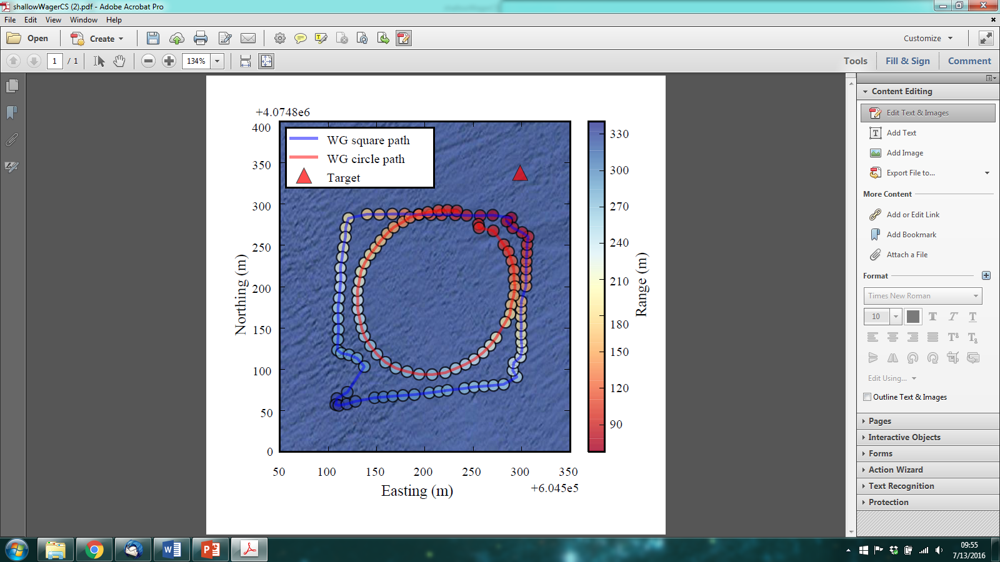 shallowWagerCS (2).pdf - Adobe Acrobat Pro
File Edit View Window Help
Open Create Customize
1 / 1 134% Tools Fill & Sign Comment
Content Editing
Edit Text & Images
Add Text
Add Image
Export File to...
More Content
Add or Edit Link
Add Bookmark
Attach a File
Format
Times New Roman
10
Edit Using...
Outline Text & Images
Pages
Interactive Objects
Forms
Action Wizard
Text Recognition
Protection
+4.0748e6
WG square path
WG circle path
Target
400
350
300
250
200
150
100
50
0
Northing (m)
50 100 150 200 250 300 350
Easting (m)
+6.045e5
330
300
270
240
210
180
150
120
90
Range (m)
09:55
7/13/2016